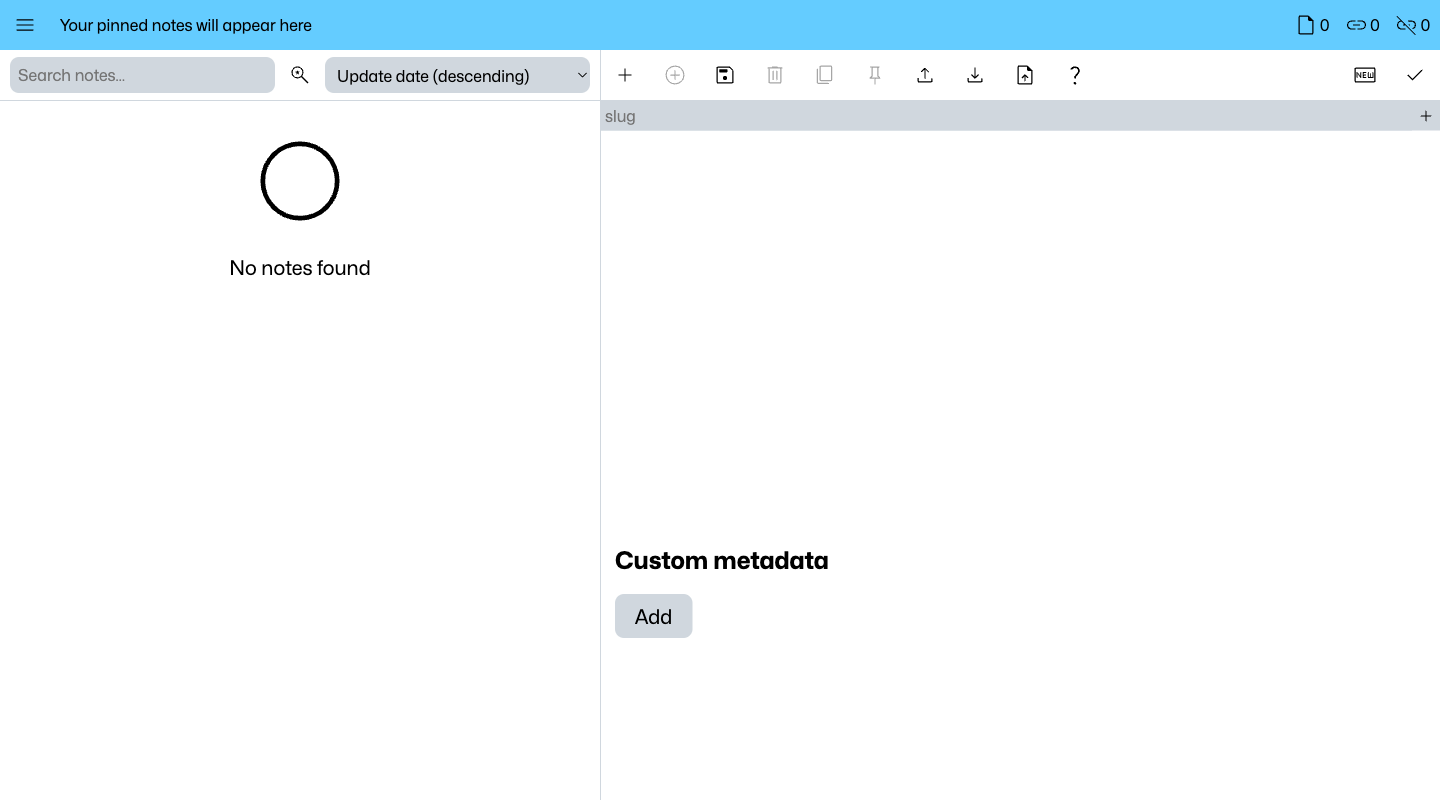 Your pinned notes will appear here
0
0
0
Search notes...
Update date (descending)
NEW
slug
No notes found
Custom metadata
Add